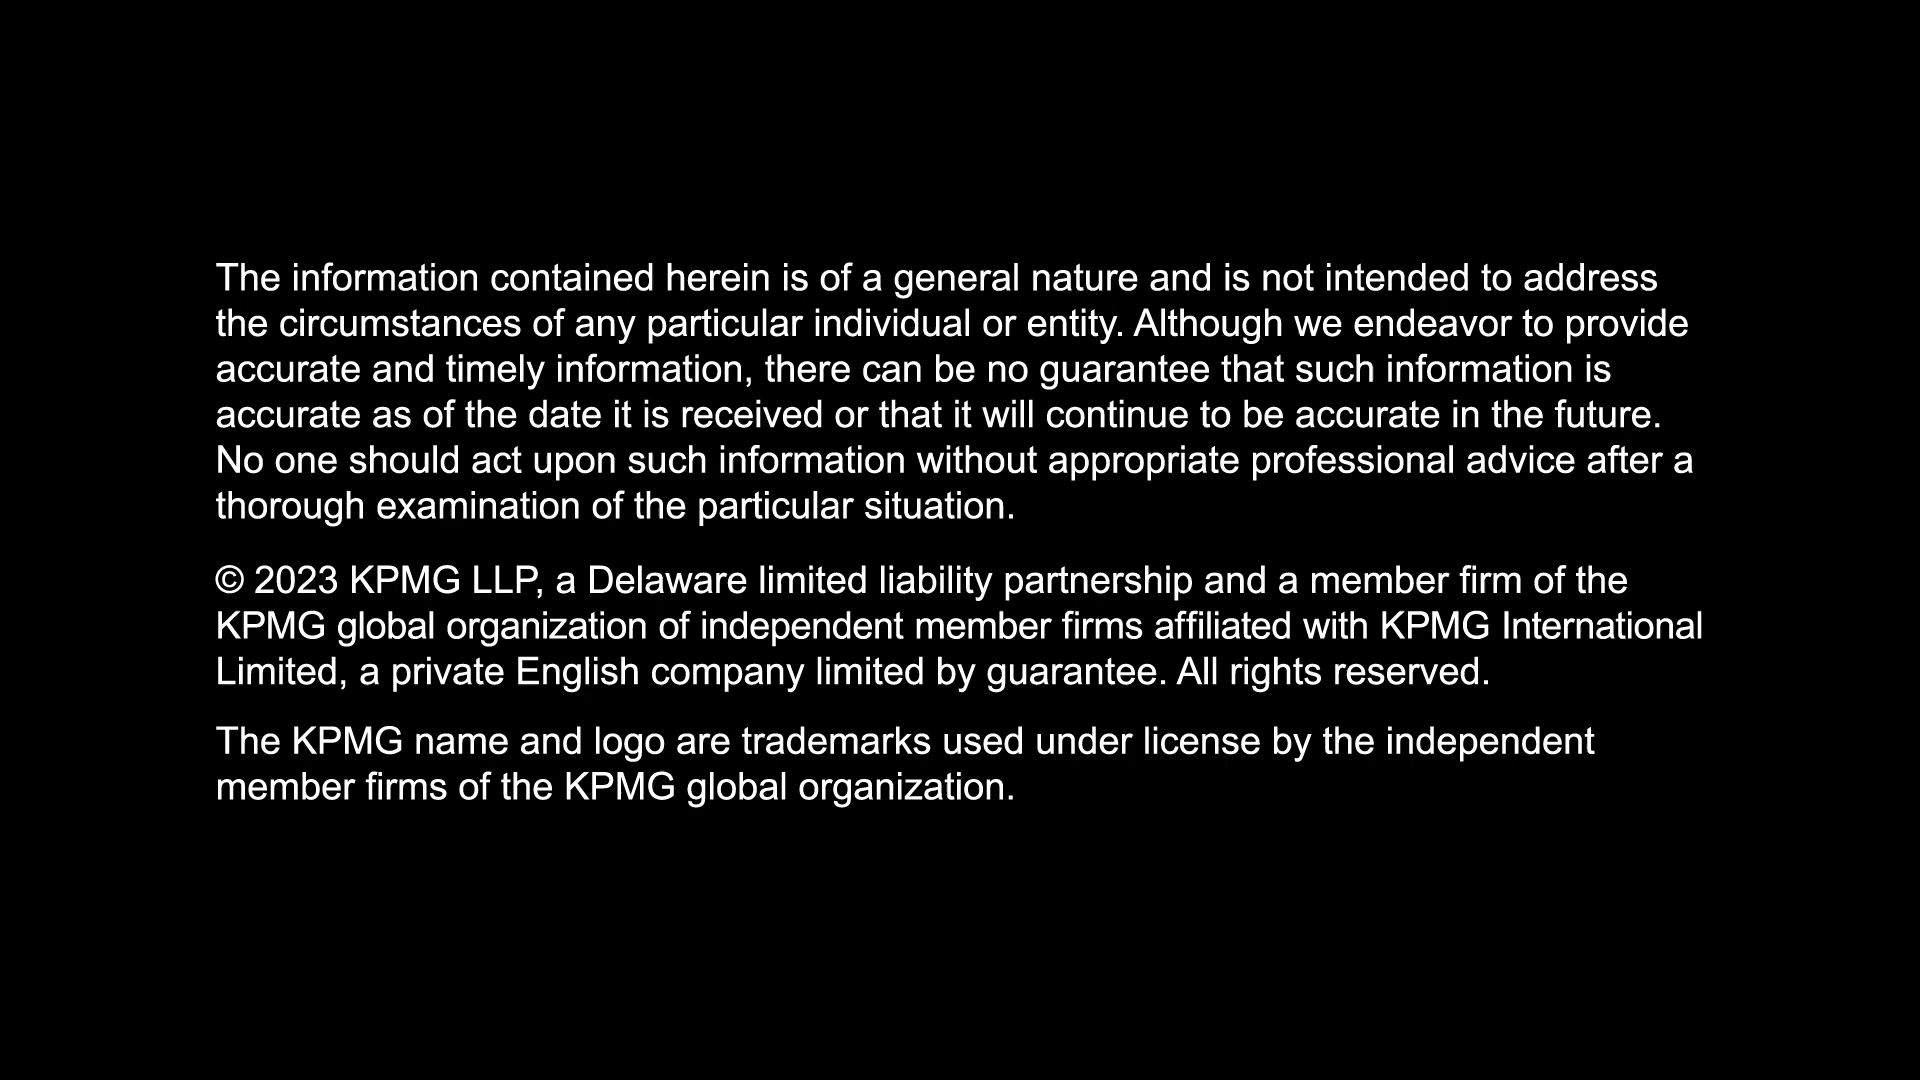 The information contained herein is of a general nature and is not intended to address
the circumstances of any particular individual or entity. Although we endeavor to provide
accurate and timely information, there can be no guarantee that such information is
accurate as of the date it is received or that it will continue to be accurate in the future.
No one should act upon such information without appropriate professional advice after a
thorough examination of the particular situation.
© 2023 KPMG LLP, a Delaware limited liability partnership and a member firm of the
KPMG global organization of independent member firms affiliated with KPMG International
Limited, a private English company limited by guarantee. All rights reserved.
The KPMG name and logo are trademarks used under license by the independent
member firms of the KPMG global organization.